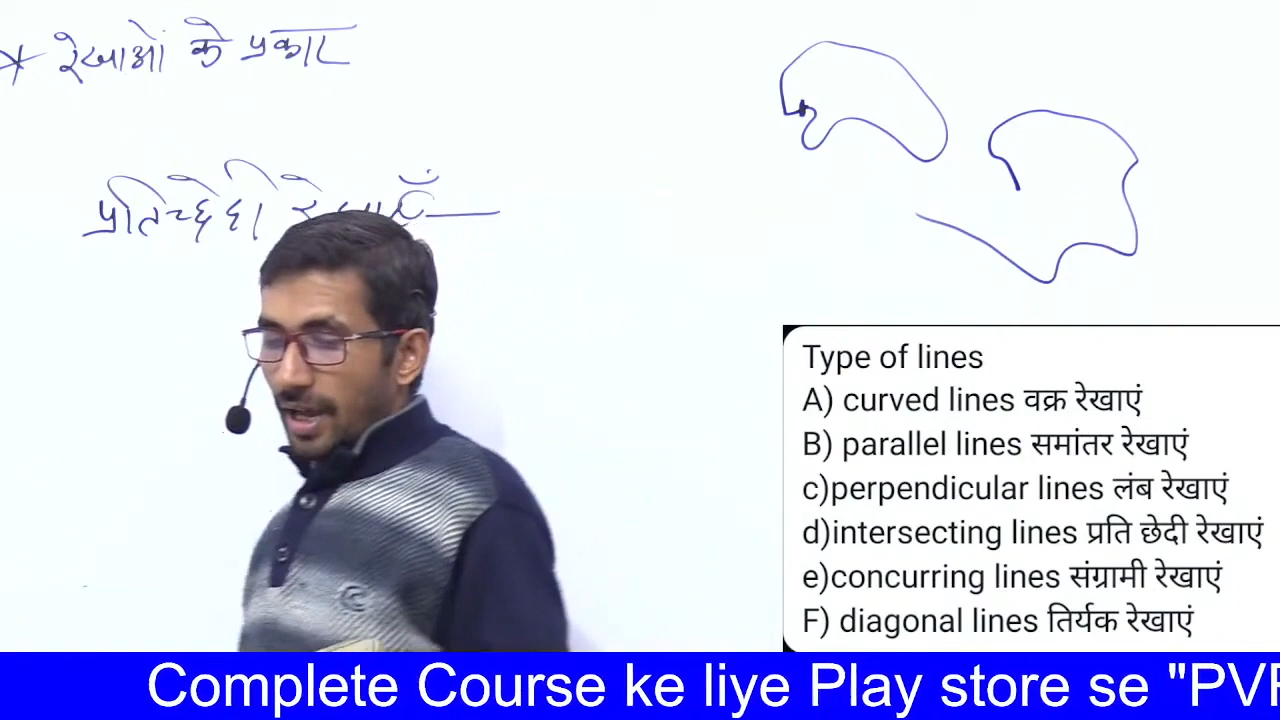 * रेखाओं के प्रकार
प्रतिच्छेदी
Type of lines
A) curved lines वक्र रेखाएं
B) parallel lines समांतर रेखाएं
c)perpendicular lines लंब रेखाएं
d)intersecting lines प्रति छेदी रेखाएं
e)concurring lines संग्रामी रेखाएं
F) diagonal lines तिर्यक रेखाएं
Complete Course ke liye Play store se "PV